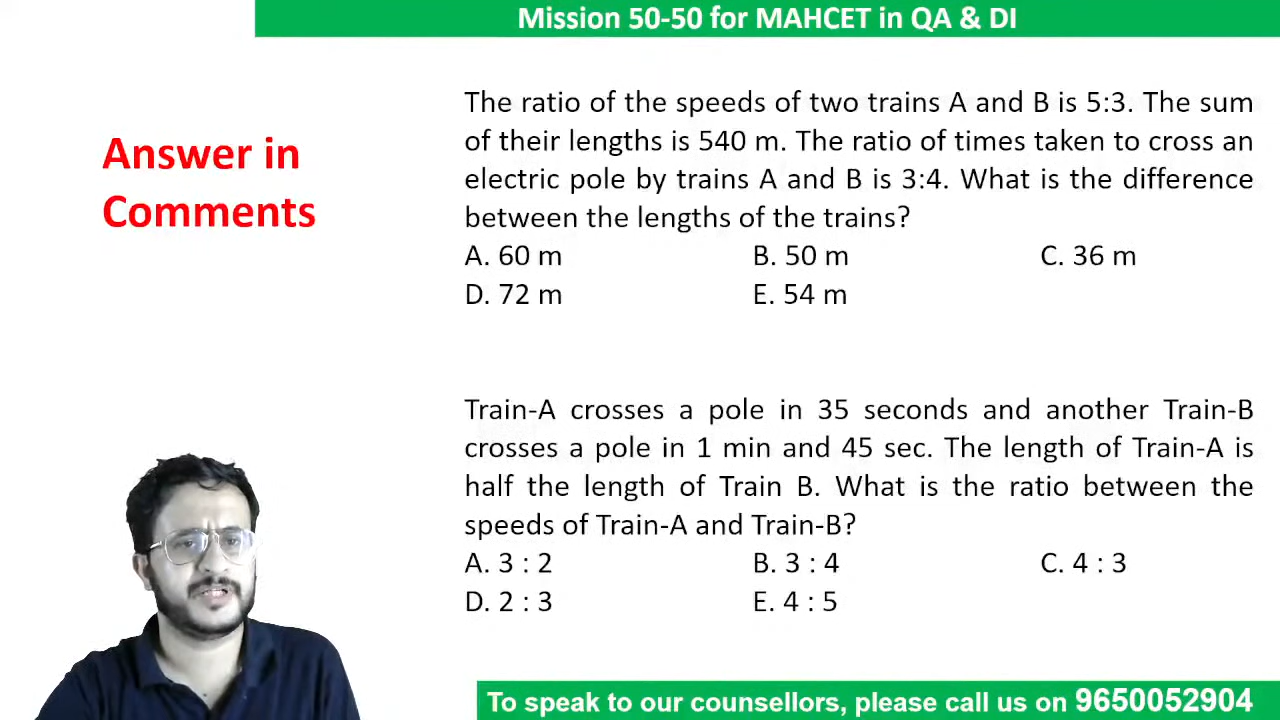 Mission 50-50 for MAHCET in QA & DI
Answer in
Comments
The ratio of the speeds of two trains A and B is 5:3. The sum
of their lengths is 540 m. The ratio of times taken to cross an
electric pole by trains A and B is 3:4. What is the difference
between the lengths of the trains?
A. 60 m B. 50 m C. 36 m
D. 72 m E. 54 m
Train-A crosses a pole in 35 seconds and another Train-B
crosses a pole in 1 min and 45 sec. The length of Train-A is
half the length of Train B. What is the ratio between the
speeds of Train-A and Train-B?
A. 3 : 2 B. 3 : 4 C. 4 : 3
D. 2 : 3 E. 4 : 5
To speak to our counsellors, please call us on 9650052904